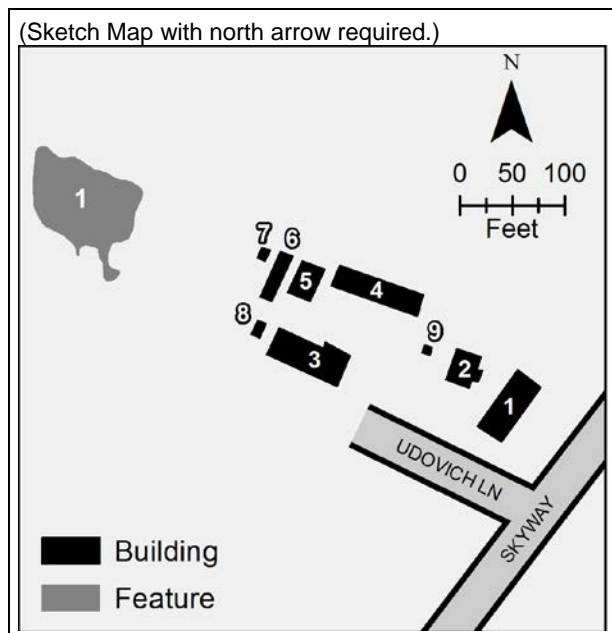 (Sketch Map with north arrow required.)
N
0 50 100
Feet
1
7 6
5
4
8
3
9
2
1
UDOVICH LN
SKYWAY
Building
Feature